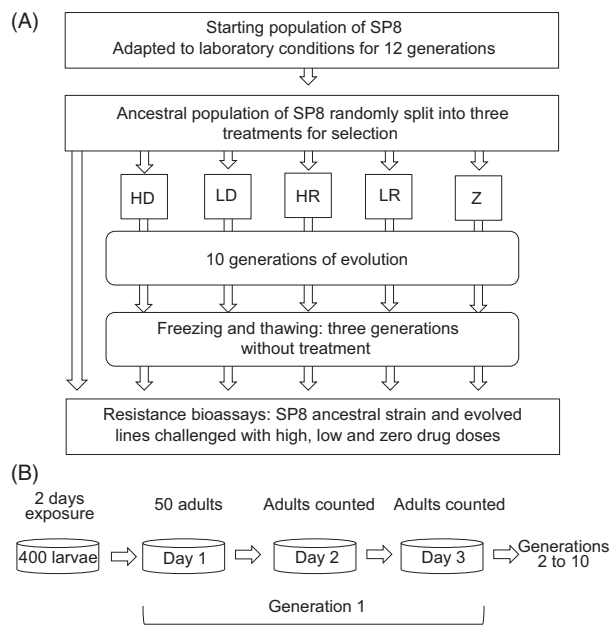 (A)
Starting population of SP8
Adapted to laboratory conditions for 12 generations
Ancestral population of SP8 randomly split into three
treatments for selection
HD
LD
HR
LR
Z
10 generations of evolution
Freezing and thawing: three generations
without treatment
Resistance bioassays: SP8 ancestral strain and evolved
lines challenged with high, low and zero drug doses
(B)
2 days
exposure
50 adults
Adults counted
Adults counted
400 larvae
Day 1
Day 2
Day 3
Generations
2 to 10
Generation 1